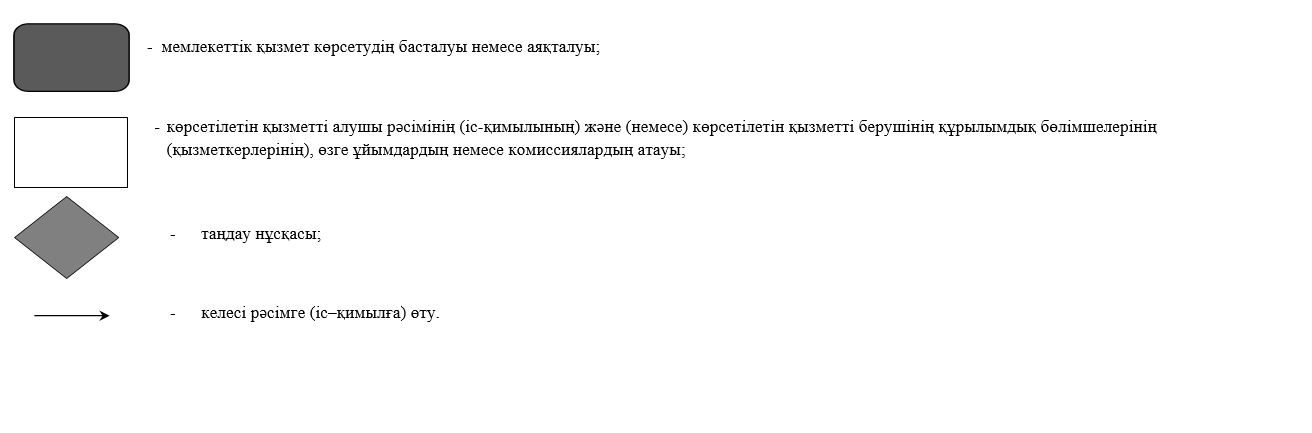 - мемлекеттік қызмет көрсетудің басталуы немесе аяқталуы;
- көрсетілетін қызметті алушы рәсімінің (іс-қимылының) және (немесе) көрсетілетін қызметті берушінің құрылымдық бөлімшелерінің
(қызметкерлерінің), өзге ұйымдардың немесе комиссиялардың атауы;
- таңдау нұсқасы;
- келесі рәсімге (іс–қимылға) өту.